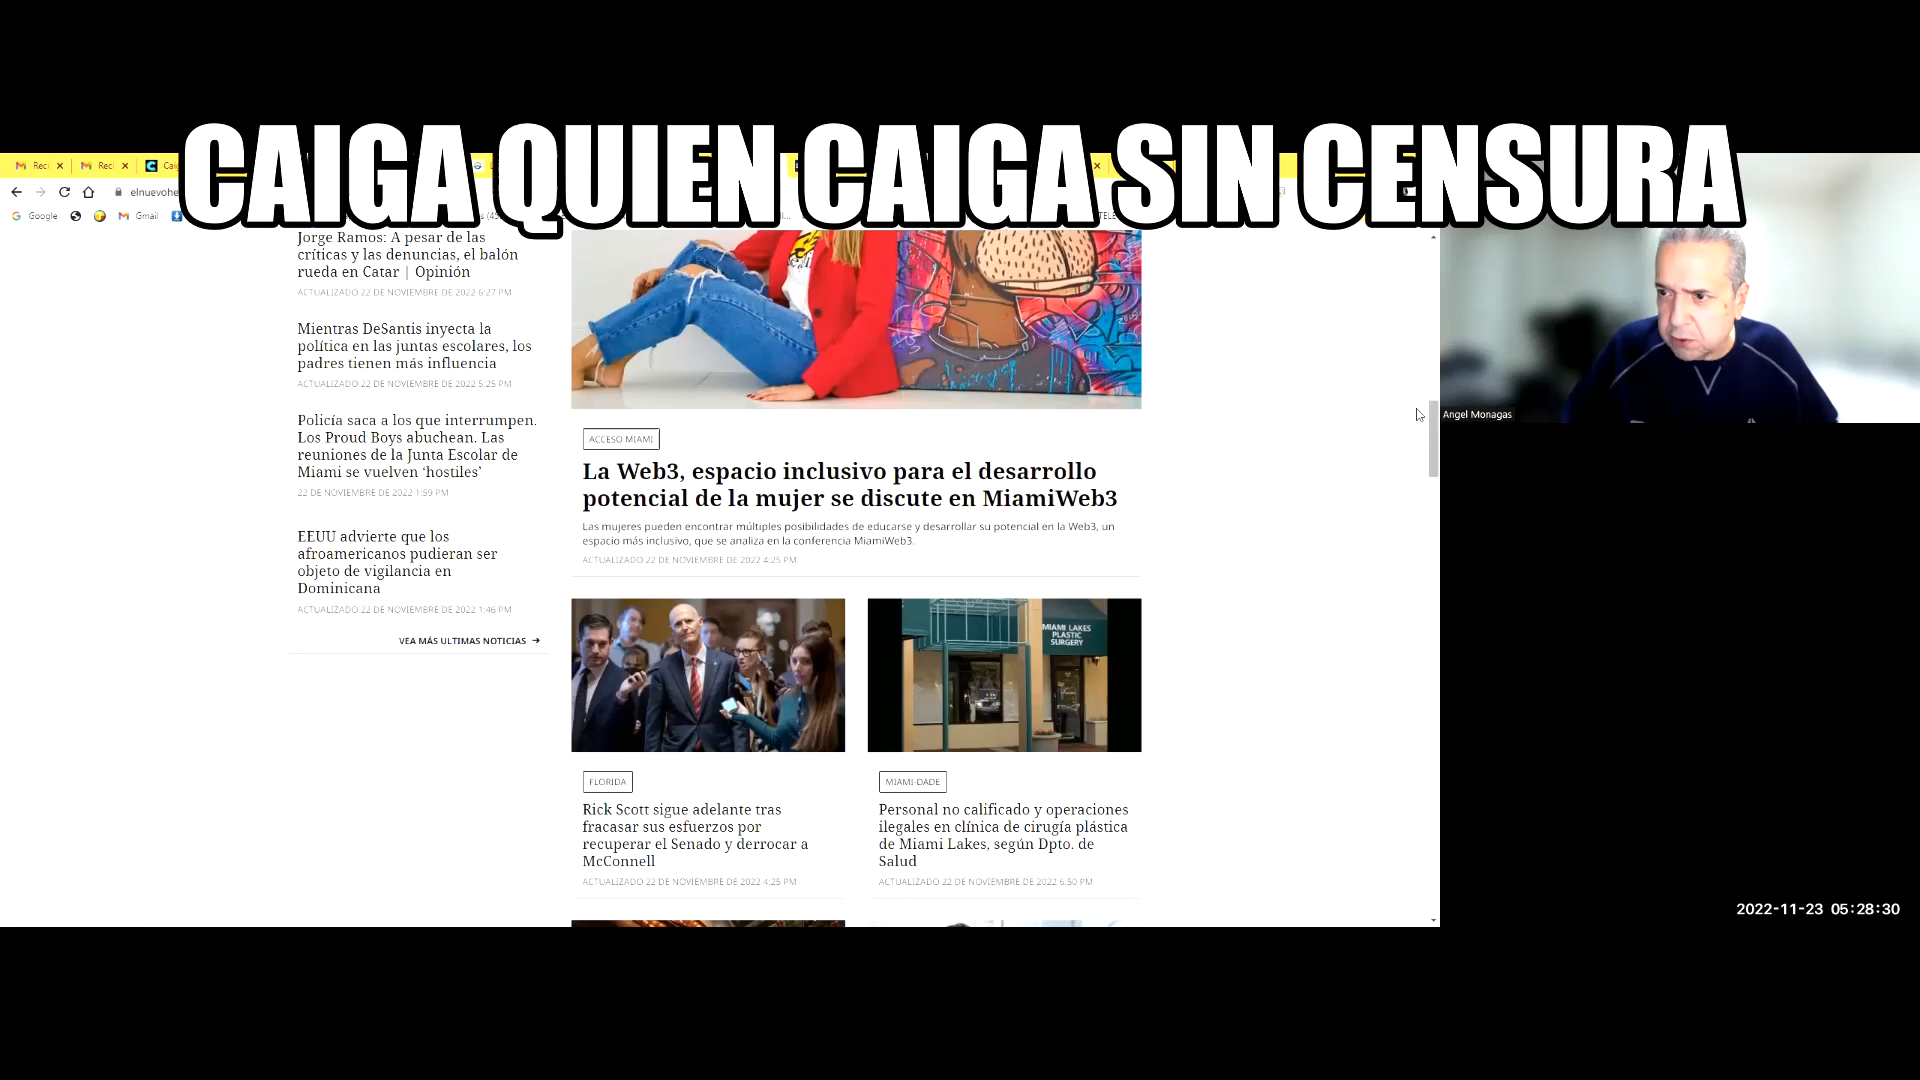 CAIGA QUIEN CAIGA SIN CENSURA
Reci
Reci
elnuevohe
Google
Gmail
Jorge Ramos: A pesar de las
críticas y las denuncias, el balón
rueda en Catar | Opinión
ACTUALIZADO 22 DE NOVIEMBRE DE 2022 6:27 PM
Mientras DeSantis inyecta la
política en las juntas escolares, los
padres tienen más influencia
ACTUALIZADO 22 DE NOVIEMBRE DE 2022 5:25 PM
Policía saca a los que interrumpen.
Los Proud Boys abuchean. Las
reuniones de la Junta Escolar de
Miami se vuelven ‘hostiles’
22 DE NOVIEMBRE DE 2022 1:59 PM
EEUU advierte que los
afroamericanos pudieran ser
objeto de vigilancia en
Dominicana
ACTUALIZADO 22 DE NOVIEMBRE DE 2022 1:46 PM
VEA MÁS ULTIMAS NOTICIAS →
ACCESO MIAMI
La Web3, espacio inclusivo para el desarrollo
potencial de la mujer se discute en MiamiWeb3
Las mujeres pueden encontrar múltiples posibilidades de educarse y desarrollar su potencial en la Web3, un
espacio más inclusivo, que se analiza en la conferencia MiamiWeb3.
ACTUALIZADO 22 DE NOVIEMBRE DE 2022 4:25 PM
MIAMI LAKES
PLASTIC
SURGERY
FLORIDA
Rick Scott sigue adelante tras
fracasar sus esfuerzos por
recuperar el Senado y derrocar a
McConnell
ACTUALIZADO 22 DE NOVIEMBRE DE 2022 4:25 PM
MIAMI-DADE
Personal no calificado y operaciones
ilegales en clínica de cirugía plástica
de Miami Lakes, según Dpto. de
Salud
ACTUALIZADO 22 DE NOVIEMBRE DE 2022 6:50 PM
Angel Monagas
2022-11-23 05:28:30